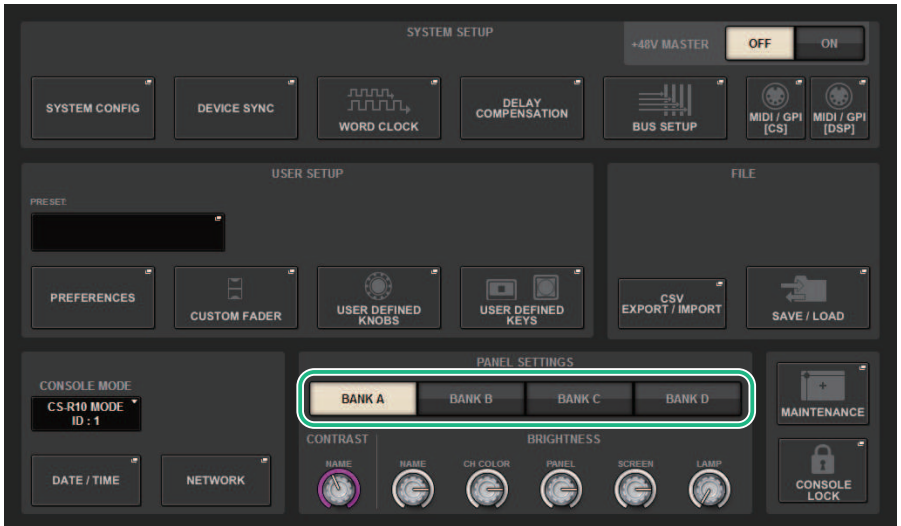 SYSTEM SETUP
+48V MASTER
OFF
ON
SYSTEM CONFIG
DEVICE SYNC
WORD CLOCK
DELAY
COMPENSATION
BUS SETUP
MIDI / GPI
[CS]
MIDI / GPI
[DSP]
USER SETUP
PRESET:
PREFERENCES
CUSTOM FADER
USER DEFINED
KNOBS
USER DEFINED
KEYS
FILE
CSV
EXPORT / IMPORT
SAVE / LOAD
CONSOLE MODE
CS-R10 MODE
ID : 1
DATE / TIME
NETWORK
PANEL SETTINGS
BANK A
BANK B
BANK C
BANK D
CONTRAST
BRIGHTNESS
NAME
NAME
CH COLOR
PANEL
SCREEN
LAMP
MAINTENANCE
CONSOLE
LOCK